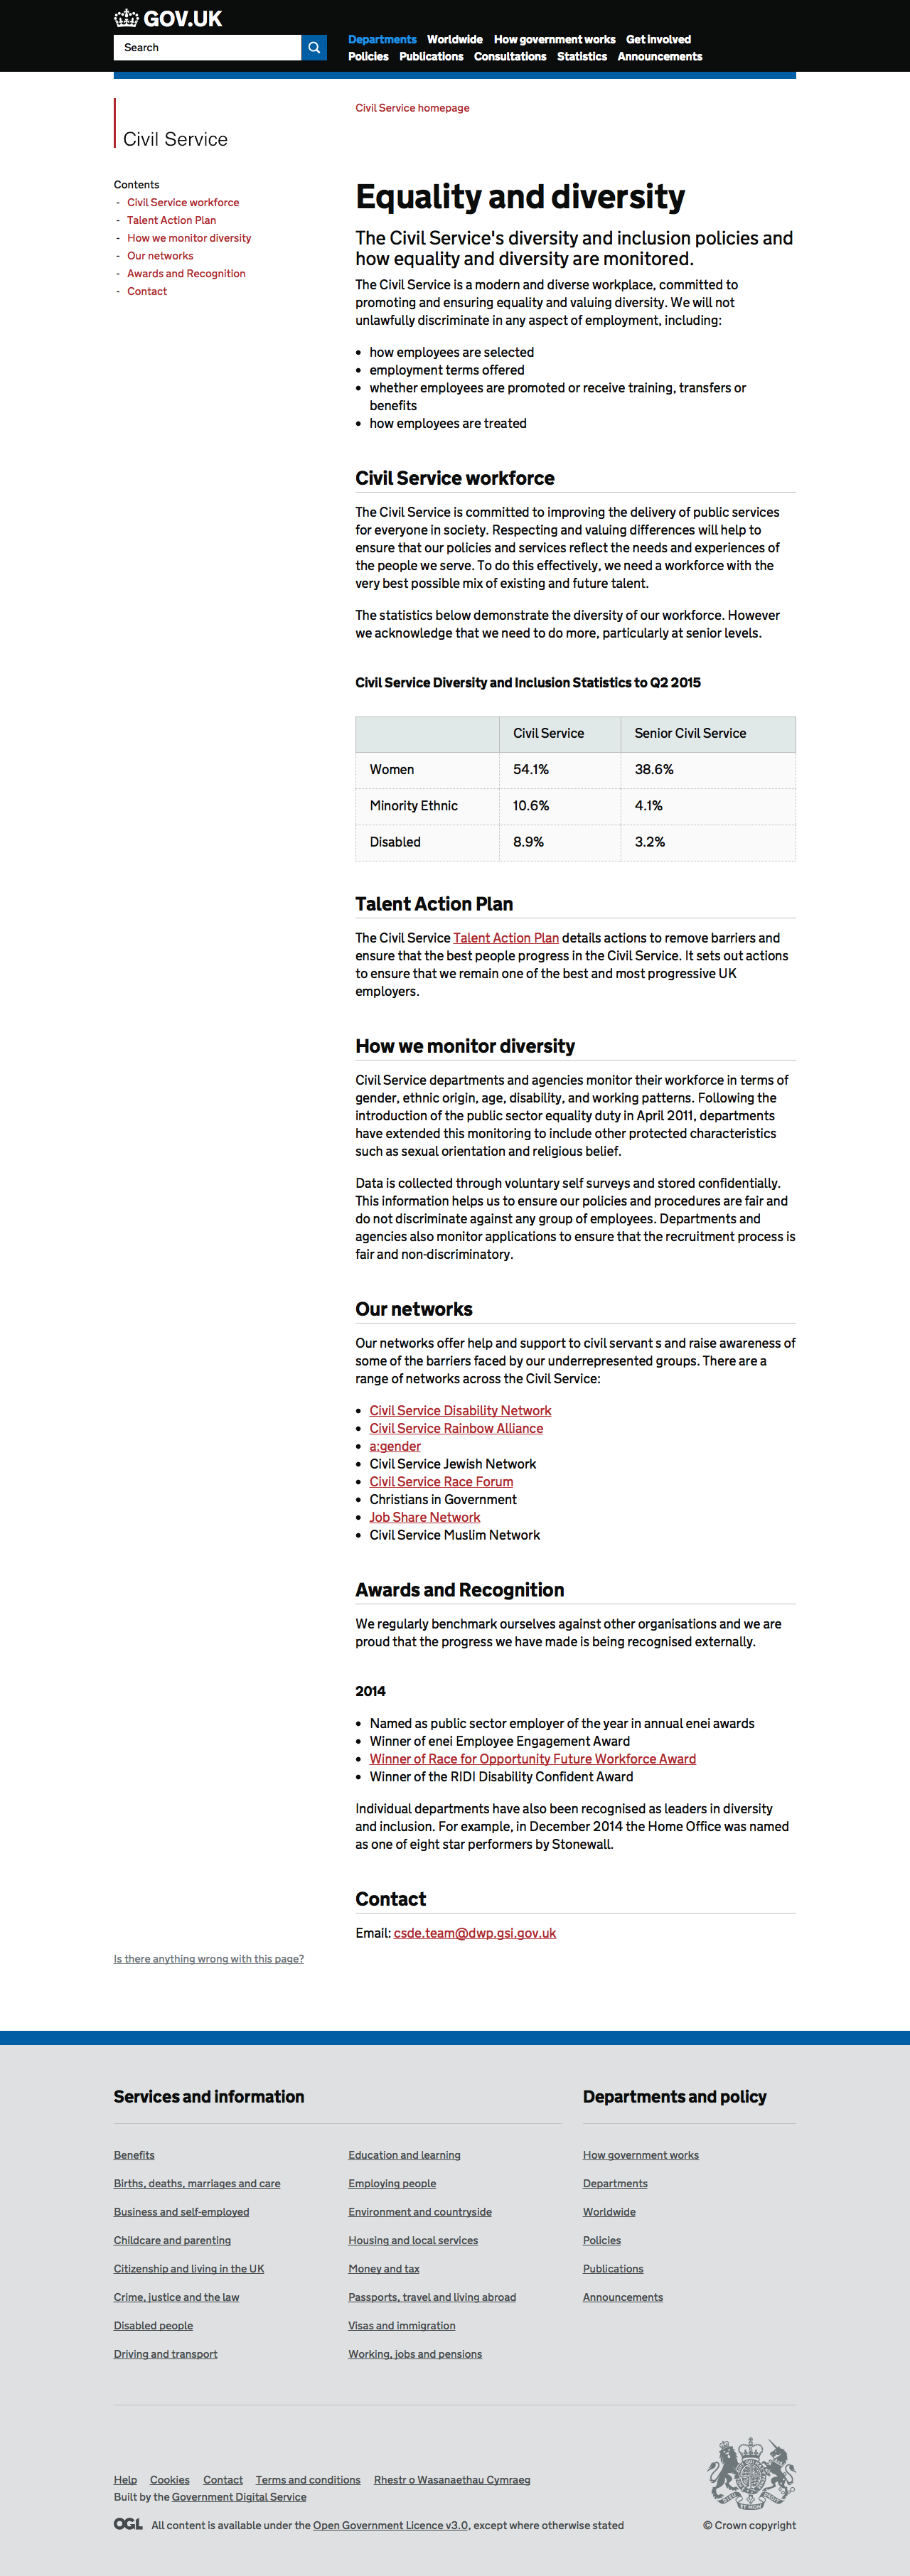 GOV.UK
Search
Departments Worldwide How government works Get involved
Policies Publications Consultations Statistics Announcements
Civil Service homepage
Civil Service
Contents
- Civil Service workforce
- Talent Action Plan
- How we monitor diversity
- Our networks
- Awards and Recognition
- Contact
Equality and diversity
The Civil Service's diversity and inclusion policies and
how equality and diversity are monitored.
The Civil Service is a modern and diverse workplace, committed to
promoting and ensuring equality and valuing diversity. We will not
unlawfully discriminate in any aspect of employment, including:
• how employees are selected
• employment terms offered
• whether employees are promoted or receive training, transfers or
benefits
• how employees are treated
Civil Service workforce
The Civil Service is committed to improving the delivery of public services
for everyone in society. Respecting and valuing differences will help to
ensure that our policies and services reflect the needs and experiences of
the people we serve. To do this effectively, we need a workforce with the
very best possible mix of existing and future talent.
The statistics below demonstrate the diversity of our workforce. However
we acknowledge that we need to do more, particularly at senior levels.
Civil Service Diversity and Inclusion Statistics to Q2 2015
Civil Service Senior Civil Service
Women 54.1% 38.6%
Minority Ethnic 10.6% 4.1%
Disabled 8.9% 3.2%
Talent Action Plan
The Civil Service Talent Action Plan details actions to remove barriers and
ensure that the best people progress in the Civil Service. It sets out actions
to ensure that we remain one of the best and most progressive UK
employers.
How we monitor diversity
Civil Service departments and agencies monitor their workforce in terms of
gender, ethnic origin, age, disability, and working patterns. Following the
introduction of the public sector equality duty in April 2011, departments
have extended this monitoring to include other protected characteristics
such as sexual orientation and religious belief.
Data is collected through voluntary self surveys and stored confidentially.
This information helps us to ensure our policies and procedures are fair and
do not discriminate against any group of employees. Departments and
agencies also monitor applications to ensure that the recruitment process is
fair and non-discriminatory.
Our networks
Our networks offer help and support to civil servant s and raise awareness of
some of the barriers faced by our underrepresented groups. There are a
range of networks across the Civil Service:
• Civil Service Disability Network
• Civil Service Rainbow Alliance
• a:gender
• Civil Service Jewish Network
• Civil Service Race Forum
• Christians in Government
• Job Share Network
• Civil Service Muslim Network
Awards and Recognition
We regularly benchmark ourselves against other organisations and we are
proud that the progress we have made is being recognised externally.
2014
• Named as public sector employer of the year in annual enei awards
• Winner of enei Employee Engagement Award
• Winner of Race for Opportunity Future Workforce Award
• Winner of the RIDI Disability Confident Award
Individual departments have also been recognised as leaders in diversity
and inclusion. For example, in December 2014 the Home Office was named
as one of eight star performers by Stonewall.
Contact
Email: csde.team@dwp.gsi.gov.uk
Is there anything wrong with this page?
Services and information
Benefits
Births, deaths, marriages and care
Business and self-employed
Childcare and parenting
Citizenship and living in the UK
Crime, justice and the law
Disabled people
Driving and transport
Education and learning
Employing people
Environment and countryside
Housing and local services
Money and tax
Passports, travel and living abroad
Visas and immigration
Working, jobs and pensions
Departments and policy
How government works
Departments
Worldwide
Policies
Publications
Announcements
Help Cookies Contact Terms and conditions Rhestr o Wasanaethau Cymraeg
Built by the Government Digital Service
OGL All content is available under the Open Government Licence v3.0, except where otherwise stated
© Crown copyright